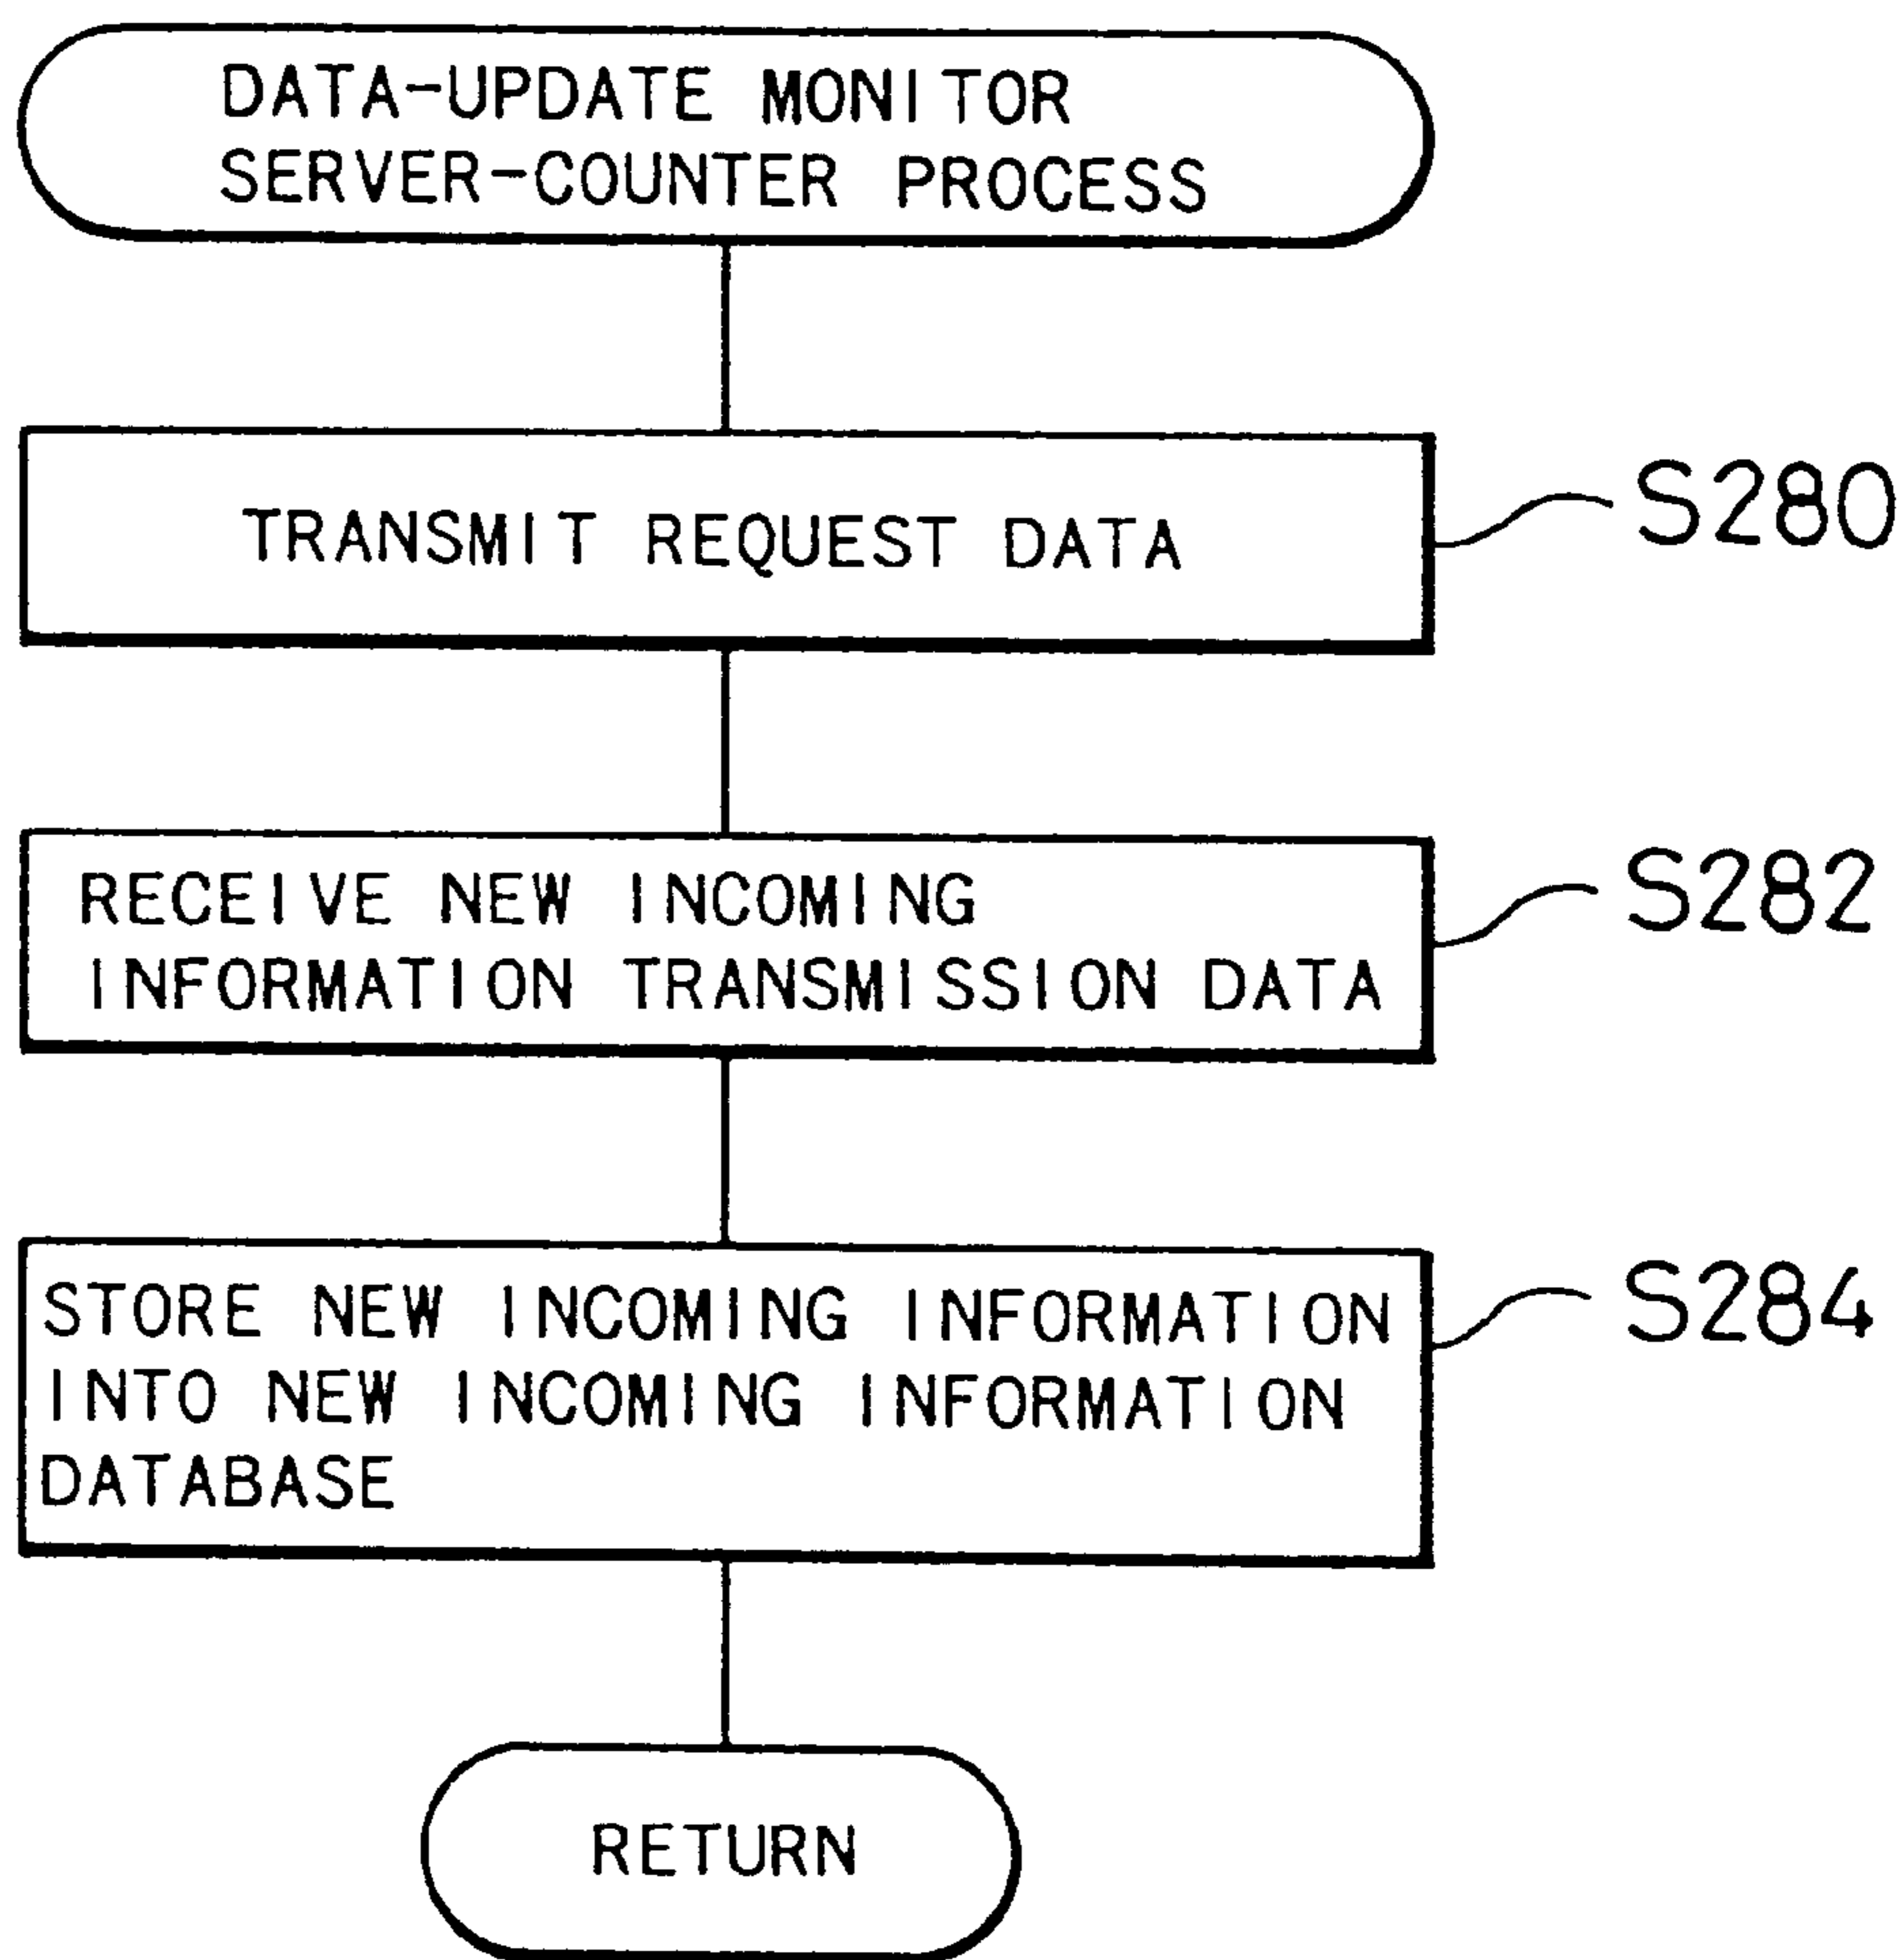 DATA-UPDATE MONITOR
SERVER-COUNTER PROCESS
TRANSMIT REQUEST DATA
S280
RECEIVE NEW INCOMING
INFORMATION TRANSMISSION DATA
S282
STORE NEW INCOMING INFORMATION
INTO NEW INCOMING INFORMATION
DATABASE
S284
RETURN